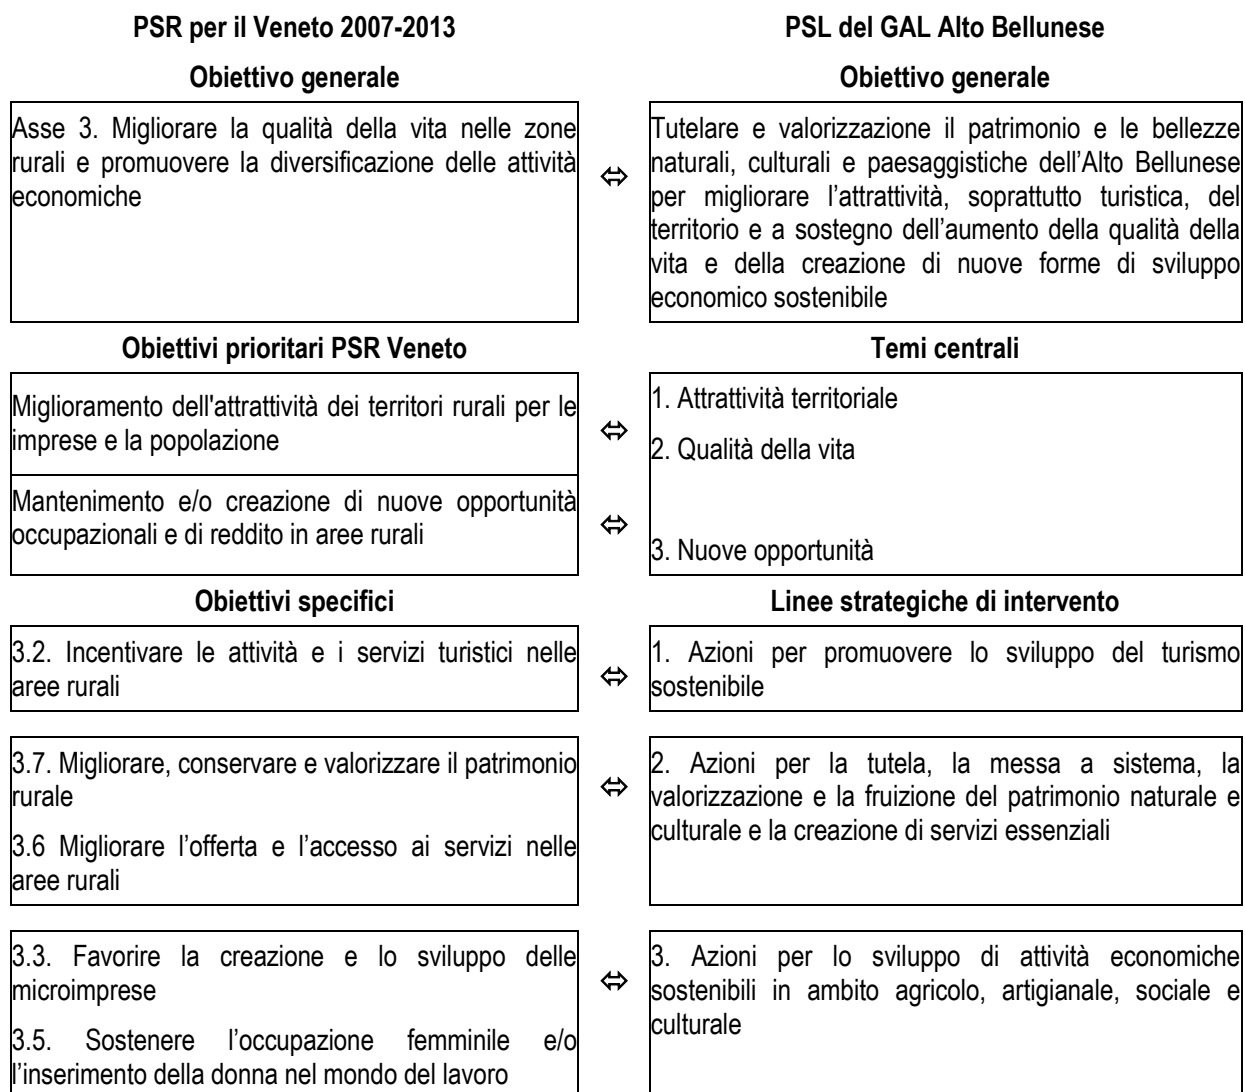 PSR per il Veneto 2007-2013
PSL del GAL Alto Bellunese
Obiettivo generale
Obiettivo generale
Asse 3. Migliorare la qualità della vita nelle zone
rurali e promuovere la diversificazione delle attività
economiche
⇔
Tutelare e valorizzazione il patrimonio e le bellezze
naturali, culturali e paesaggistiche dell’Alto Bellunese
per migliorare l’attrattività, soprattutto turistica, del
territorio e a sostegno dell’aumento della qualità della
vita e della creazione di nuove forme di sviluppo
economico sostenibile
Obiettivi prioritari PSR Veneto
Temi centrali
Miglioramento dell'attrattività dei territori rurali per le
imprese e la popolazione
⇔
1. Attrattività territoriale
2. Qualità della vita
Mantenimento e/o creazione di nuove opportunità
occupazionali e di reddito in aree rurali
⇔
3. Nuove opportunità
Obiettivi specifici
Linee strategiche di intervento
3.2. Incentivare le attività e i servizi turistici nelle
aree rurali
⇔
1. Azioni per promuovere lo sviluppo del turismo
sostenibile
3.7. Migliorare, conservare e valorizzare il patrimonio
rurale
3.6 Migliorare l’offerta e l’accesso ai servizi nelle
aree rurali
⇔
2. Azioni per la tutela, la messa a sistema, la
valorizzazione e la fruizione del patrimonio naturale e
culturale e la creazione di servizi essenziali
3.3. Favorire la creazione e lo sviluppo delle
microimprese
3.5. Sostenere l’occupazione femminile e/o
l’inserimento della donna nel mondo del lavoro
⇔
3. Azioni per lo sviluppo di attività economiche
sostenibili in ambito agricolo, artigianale, sociale e
culturale